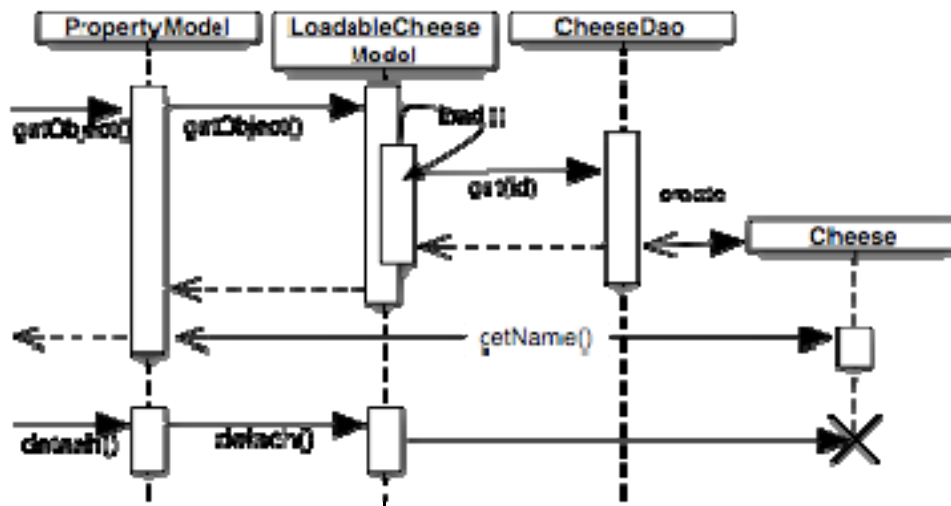 PropertyModel
LoadableCheese
Model
CheeseDao
getObject()
getObject()
load()
get(id)
create
Cheese
getName()
detach()
detach()